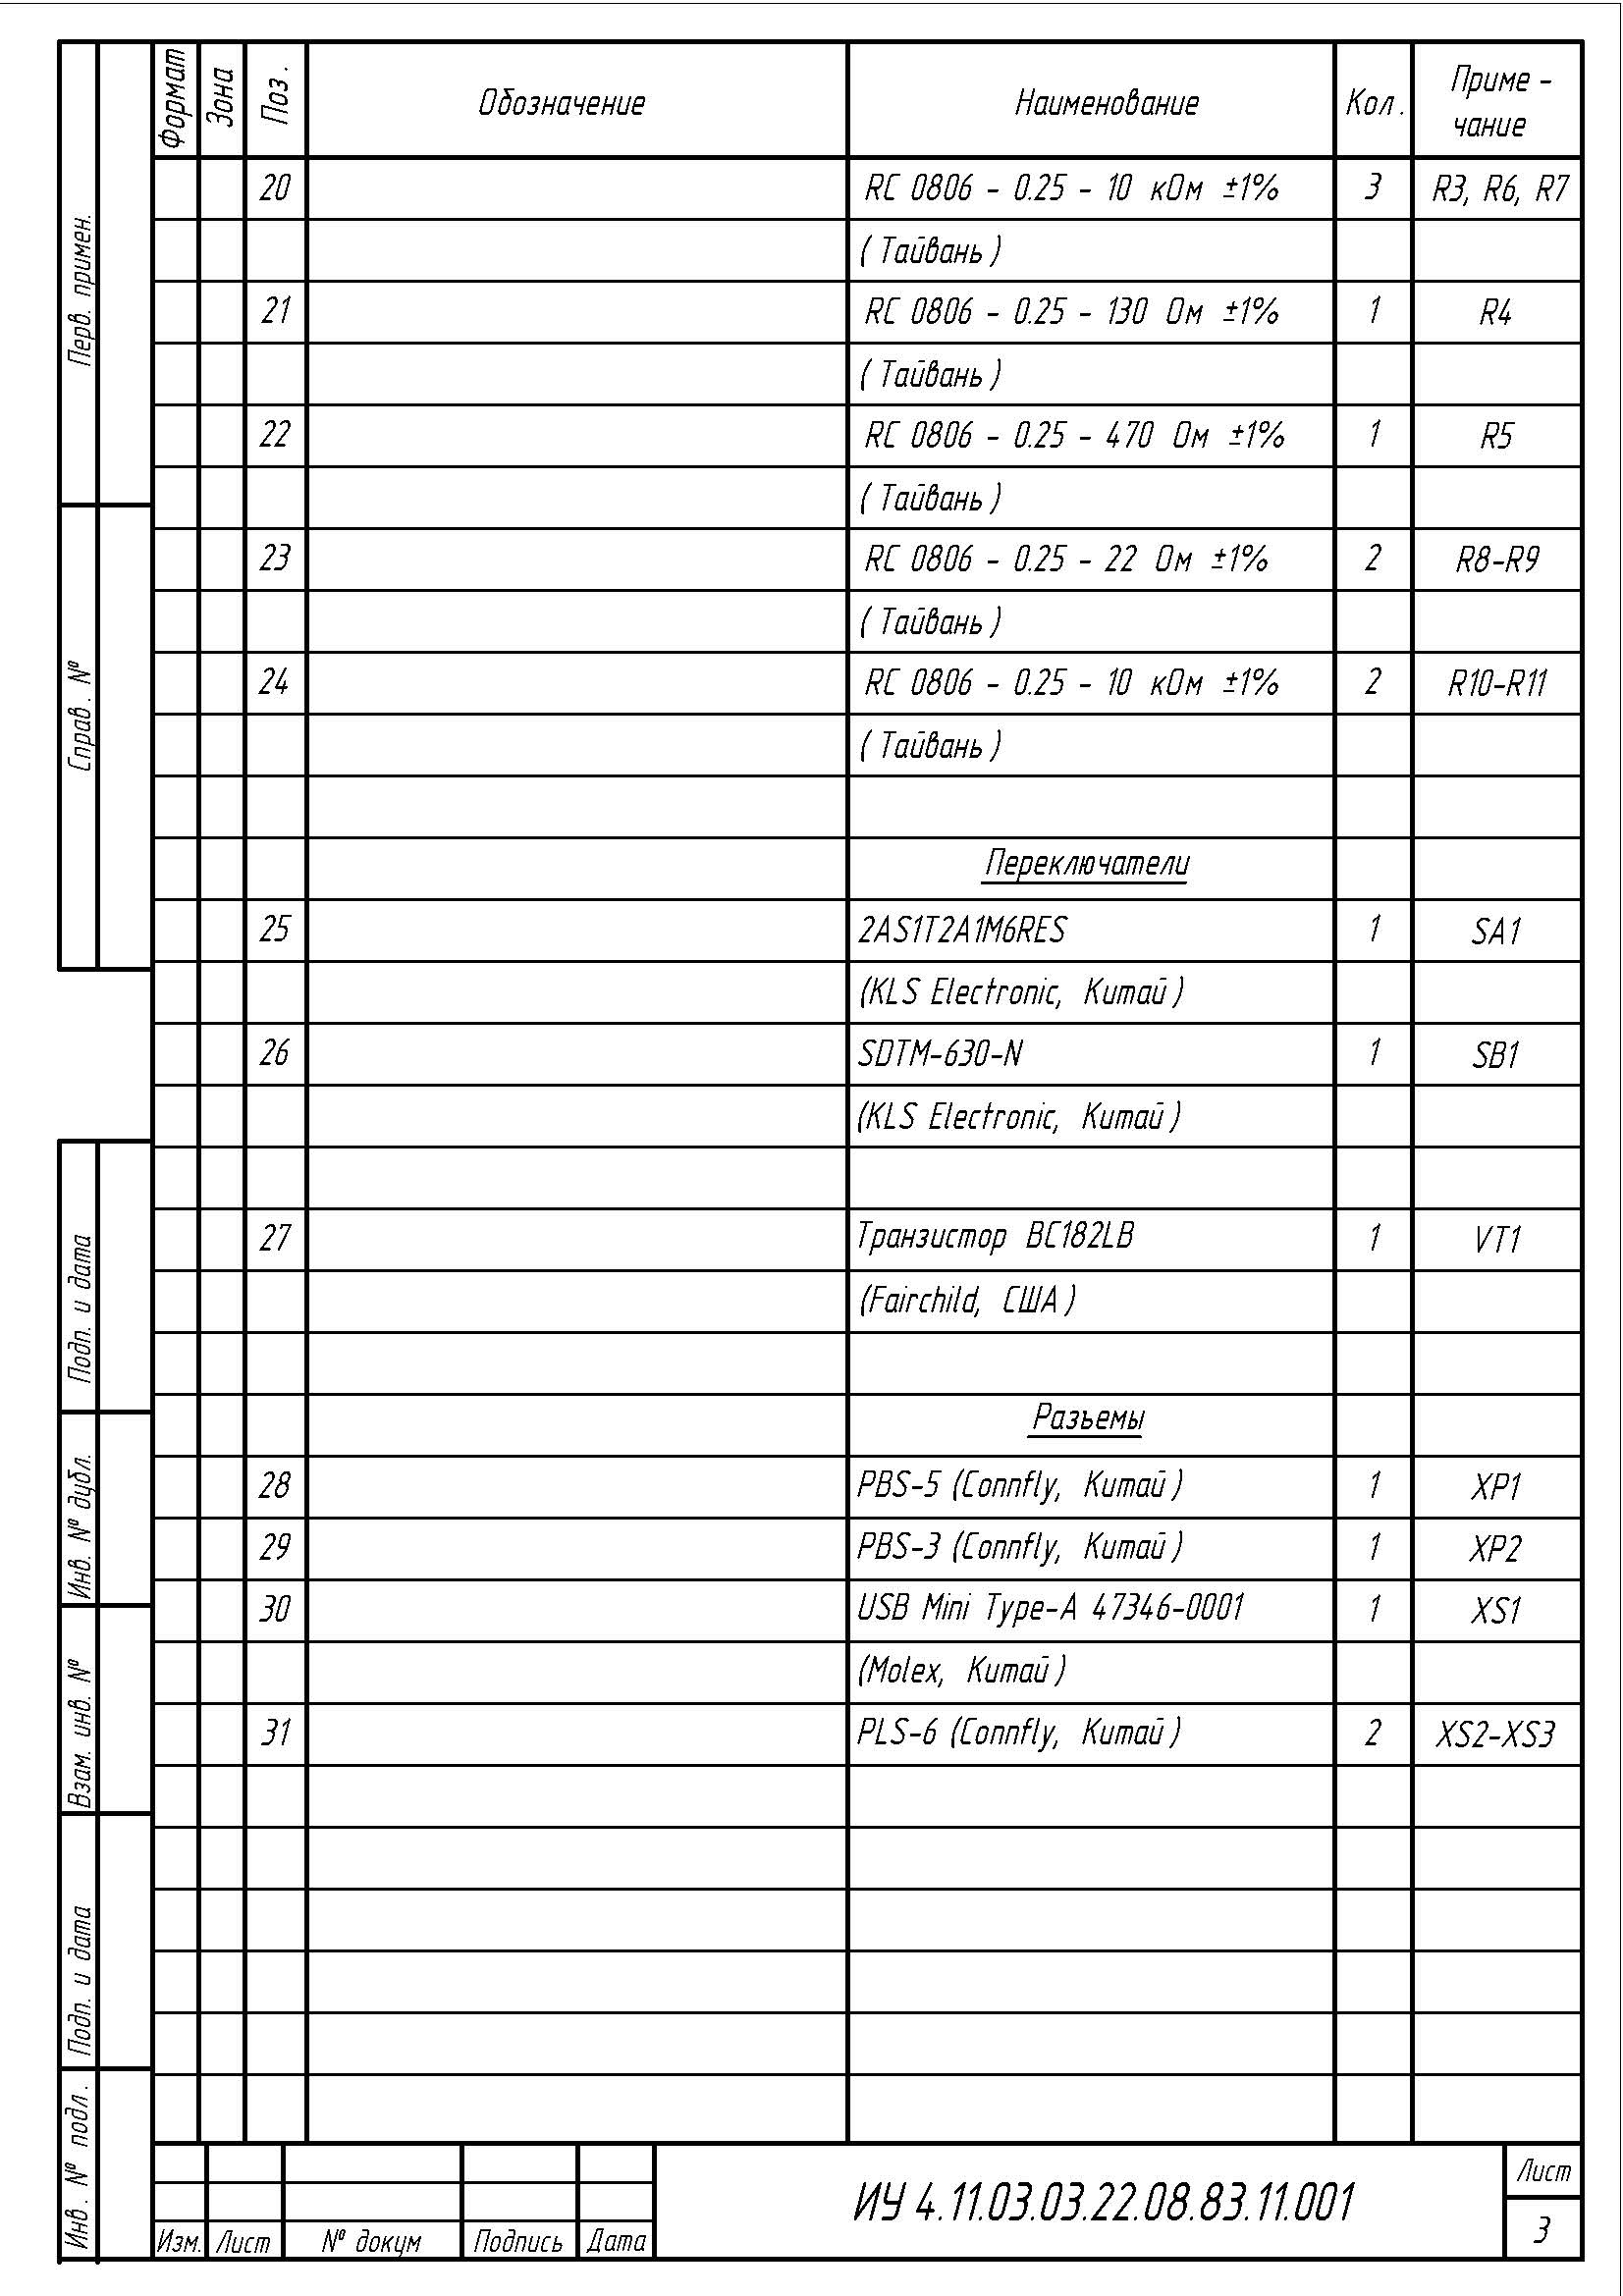 Формат Зона Поз. Обозначение Наименование Кол. Приме-
чание
20 RC 0806 - 0.25 - 10 кОм ±1% 3 R3, R6, R7
(Тайвань)
21 RC 0806 - 0.25 - 130 Ом ±1% 1 R4
(Тайвань)
22 RC 0806 - 0.25 - 470 Ом ±1% 1 R5
(Тайвань)
23 RC 0806 - 0.25 - 22 Ом ±1% 2 R8-R9
(Тайвань)
24 RC 0806 - 0.25 - 10 кОм ±1% 2 R10-R11
(Тайвань)
Переключатели
25 2AS1T2A1M6RES 1 SA1
(KLS Electronic, Китай)
26 SDTM-630-N 1 SB1
(KLS Electronic, Китай)
27 Транзистор BC182LB 1 VT1
(Fairchild, США)
Разъемы
28 PBS-5 (Connfly, Китай) 1 XP1
29 PBS-3 (Connfly, Китай) 1 XP2
30 USB Mini Type-A 47346-0001 1 XS1
(Molex, Китай)
31 PLS-6 (Connfly, Китай) 2 XS2-XS3
Перв. примен.
Справ. №
Подп. и дата
Инв. № дубл.
Взам. инв. №
Подп. и дата
Инв. № подл.
Изм. Лист № докум Подпись Дата
ИУ 4.11.03.03.22.08.83.11.001
Лист
3